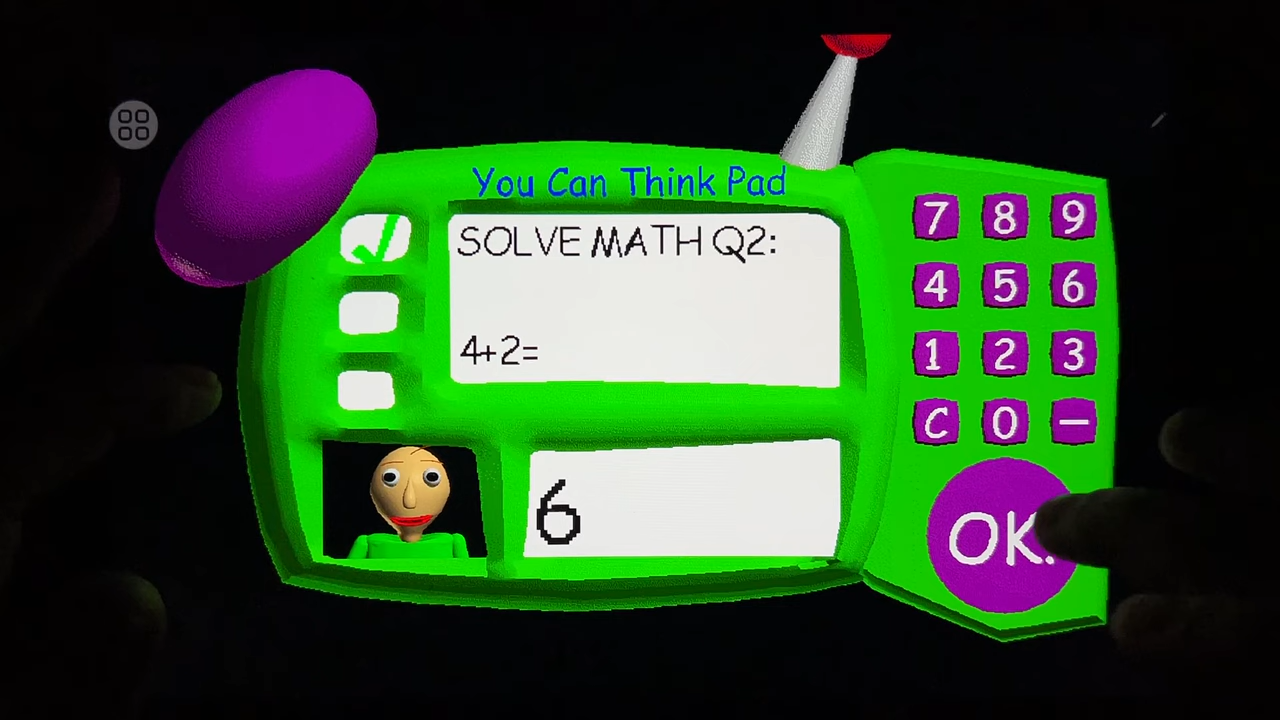 You Can Think Pad
SOLVE MATH Q2:
4+2=
6
7 8 9
4 5 6
1 2 3
C 0 -
OK.